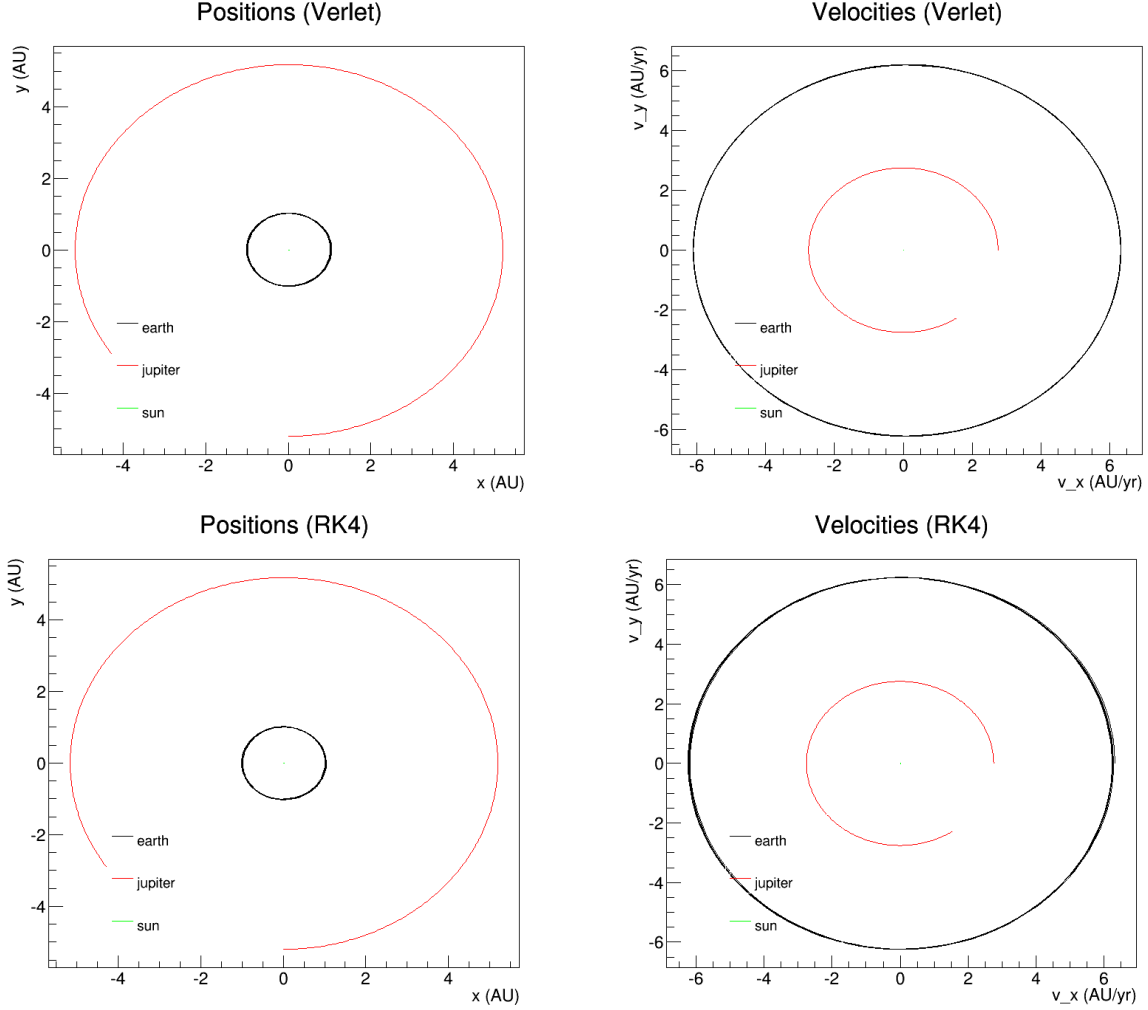 Positions (Verlet)
y (AU)
4
2
0
-2
-4
earth
jupiter
sun
-4 -2 0 2 4
x (AU)
Velocities (Verlet)
v_y (AU/yr)
6
4
2
0
-2
-4
-6
earth
jupiter
sun
-6 -4 -2 0 2 4 6
v_x (AU/yr)
Positions (RK4)
y (AU)
4
2
0
-2
-4
earth
jupiter
sun
-4 -2 0 2 4
x (AU)
Velocities (RK4)
v_y (AU/yr)
6
4
2
0
-2
-4
-6
earth
jupiter
sun
-6 -4 -2 0 2 4 6
v_x (AU/yr)